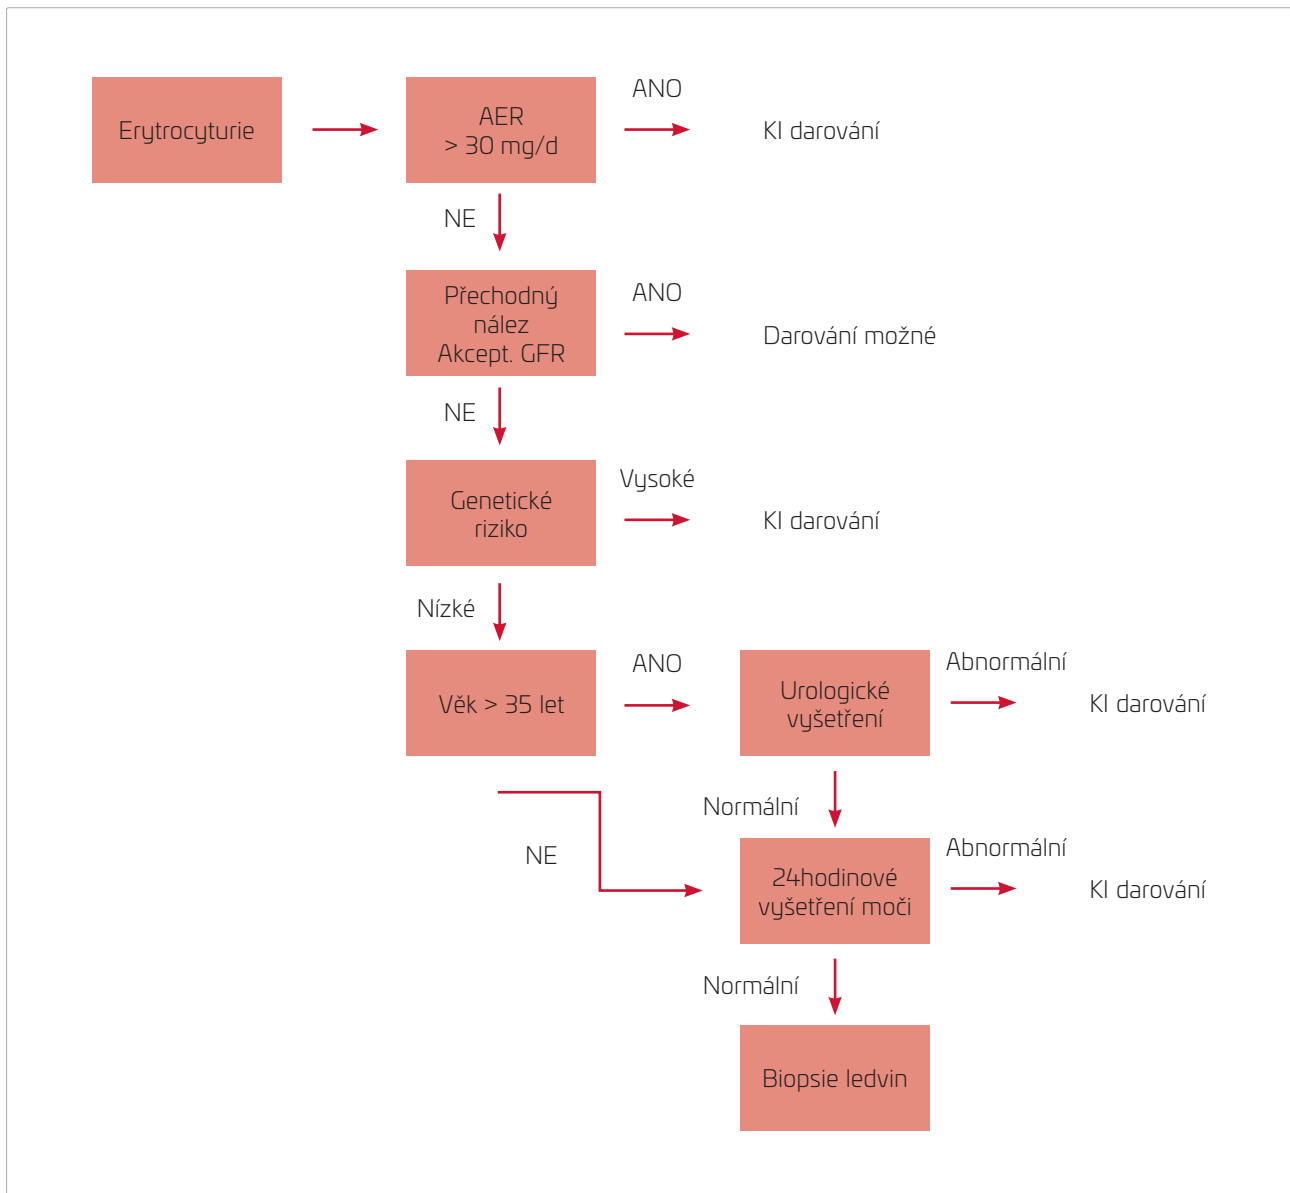 ANO
Erytrocyturie
AER
> 30 mg/d
KI darování
NE
Přechodný
nález
Akcept. GFR
ANO
Darování možné
NE
Genetické
riziko
Vysoké
KI darování
Nízké
Věk > 35 let
ANO
Urologické
vyšetření
Abnormální
KI darování
NE
Normální
24hodinové
vyšetření moči
Abnormální
KI darování
Normální
Biopsie ledvin